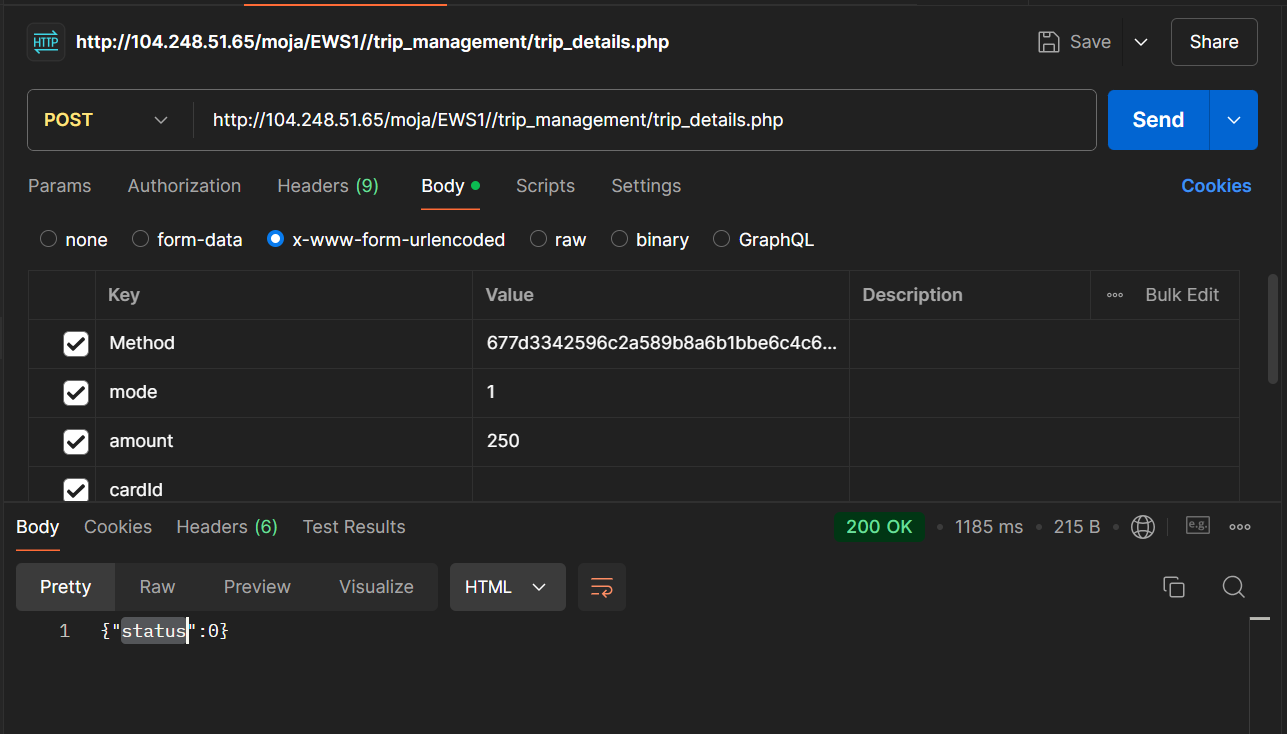 HTTP http://104.248.51.65/moja/EWS1//trip_management/trip_details.php Save Share
POST http://104.248.51.65/moja/EWS1//trip_management/trip_details.php Send
Params Authorization Headers (9) Body Scripts Settings Cookies
none form-data x-www-form-urlencoded raw binary GraphQL
Key Value Description Bulk Edit
Method 677d3342596c2a589b8a6b1bbe6c4c6...
mode 1
amount 250
cardId
Body Cookies Headers (6) Test Results 200 OK 1185 ms 215 B e.g.
Pretty Raw Preview Visualize HTML
1 {"status":0}